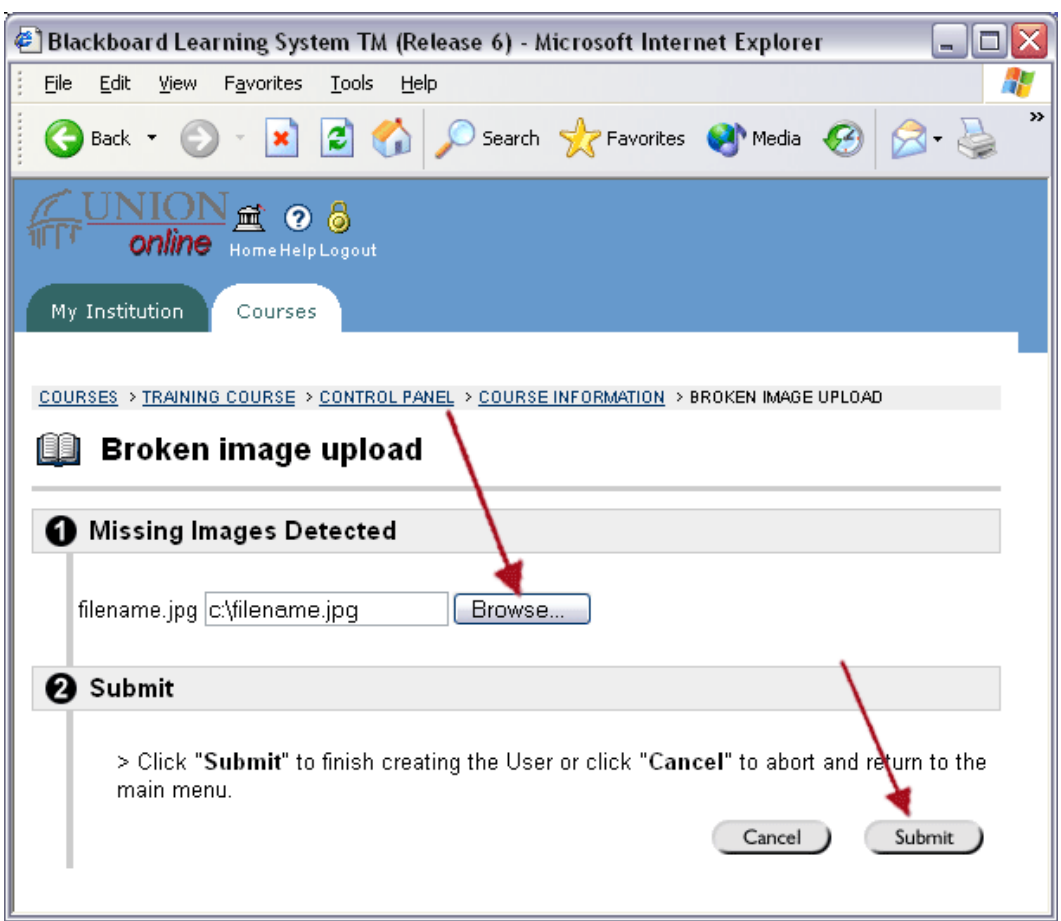 Blackboard Learning System TM (Release 6) - Microsoft Internet Explorer
File Edit View Favorites Tools Help
Back Search Favorites Media »
UNION
online
Home Help Logout
My Institution Courses
COURSES > TRAINING COURSE > CONTROL PANEL > COURSE INFORMATION > BROKEN IMAGE UPLOAD
Broken image upload
1 Missing Images Detected
filename.jpg c:\filename.jpg Browse...
2 Submit
> Click "Submit" to finish creating the User or click "Cancel" to abort and return to the
main menu.
Cancel Submit